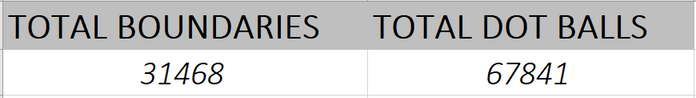 TOTAL BOUNDARIES TOTAL DOT BALLS
31468 67841